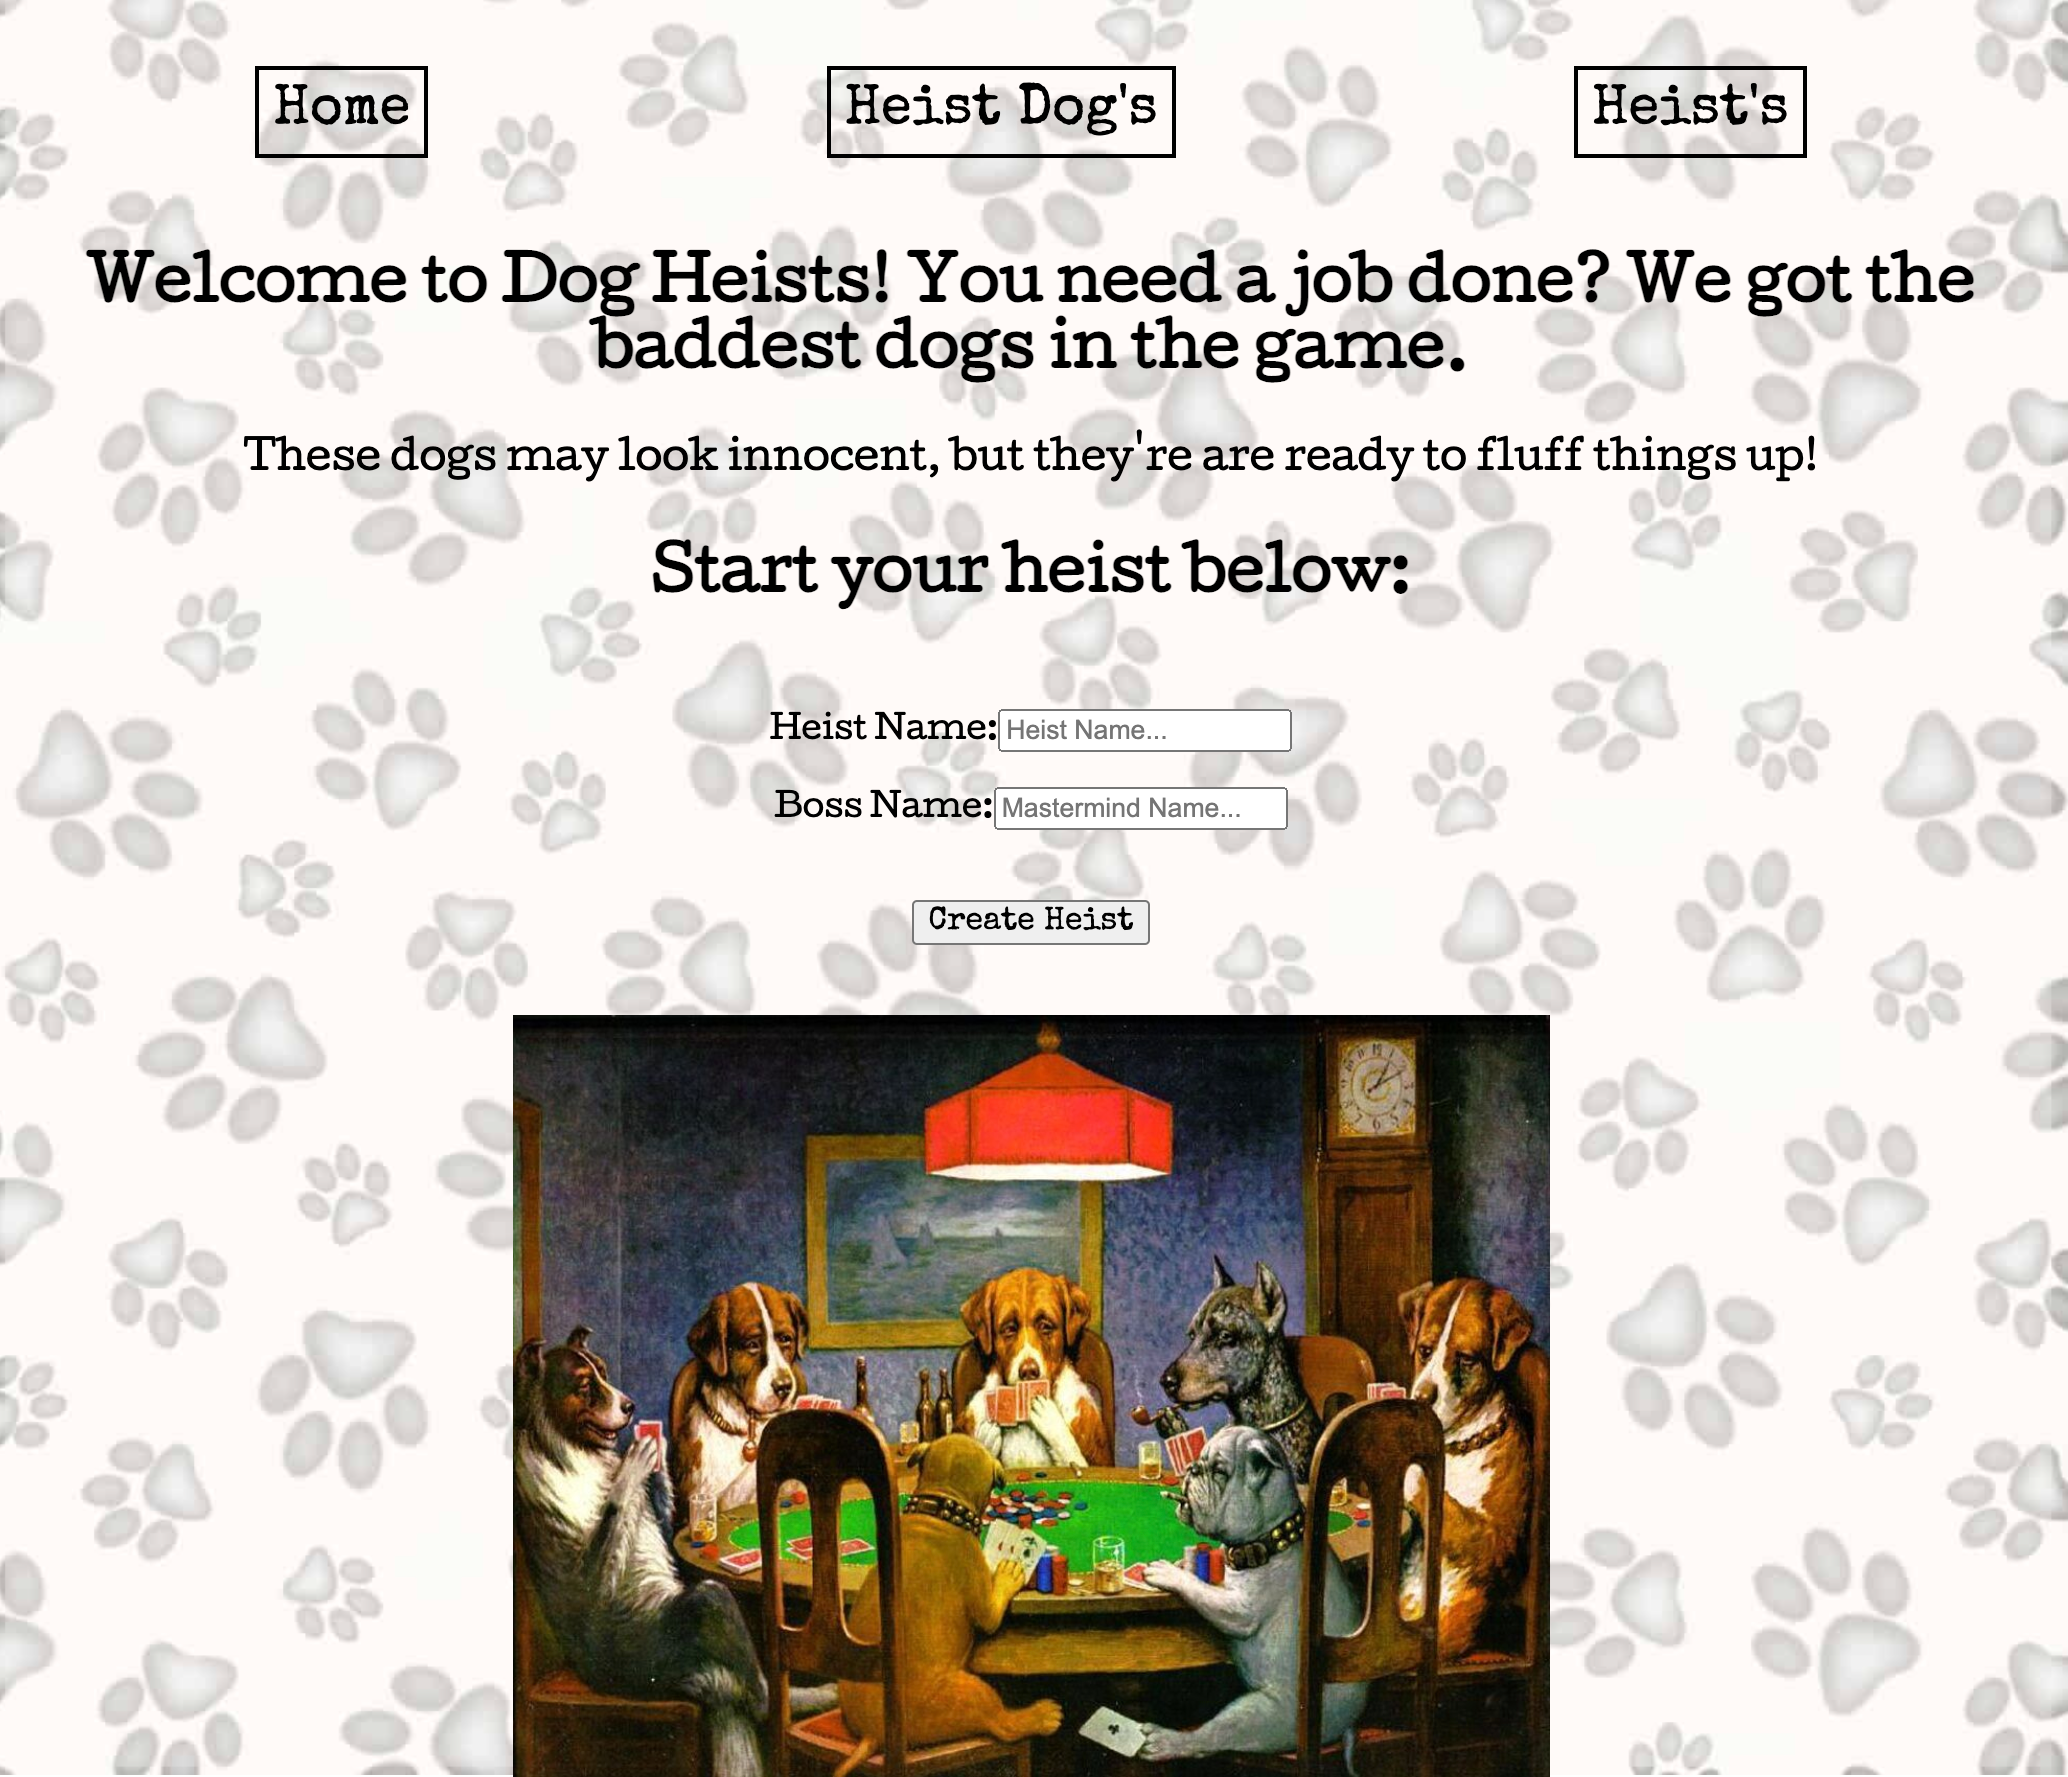 Home
Heist Dog's
Heist's
Welcome to Dog Heists! You need a job done? We got the
baddest dogs in the game.
These dogs may look innocent, but they're are ready to fluff things up!
Start your heist below:
Heist Name: Heist Name...
Boss Name: Mastermind Name...
Create Heist